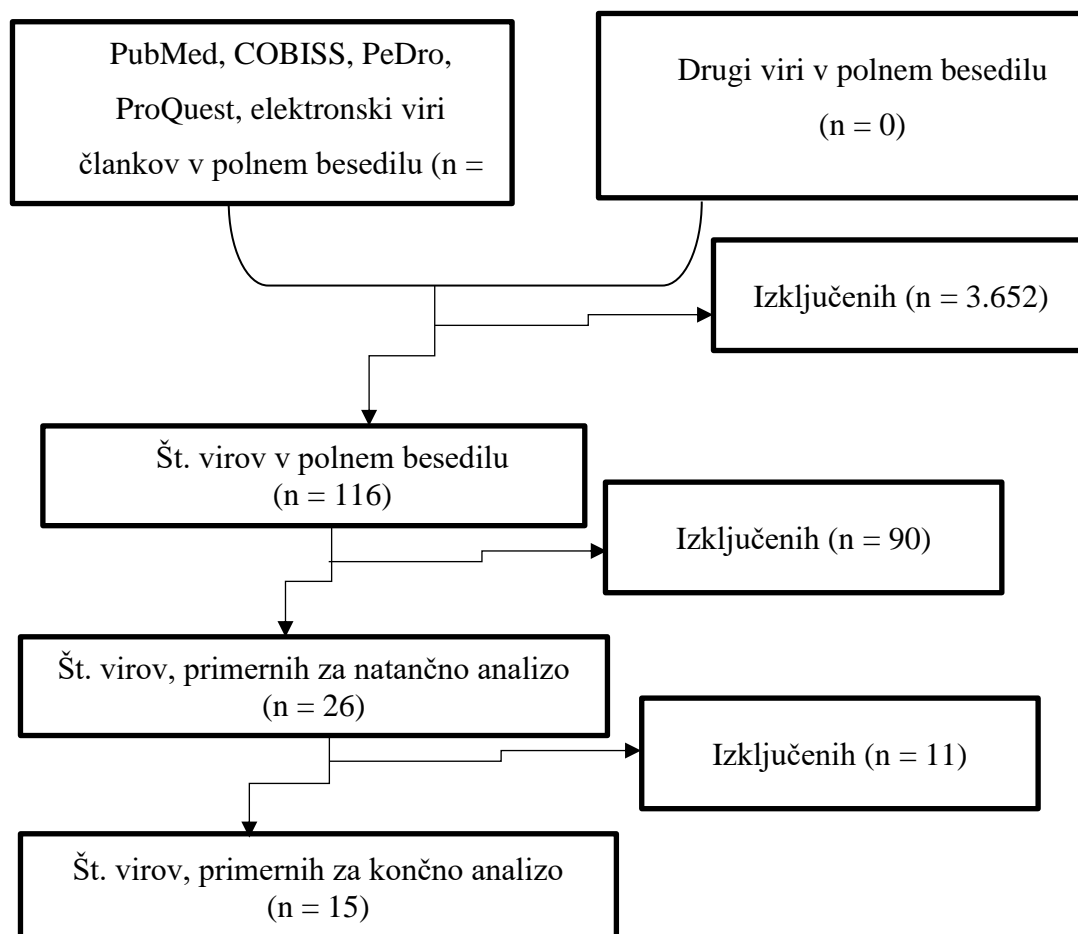 PubMed, COBISS, PeDro,
ProQuest, elektronski viri
člankov v polnem besedilu (n =
Drugi viri v polnem besedilu
(n = 0)
Izključenih (n = 3.652)
Št. virov v polnem besedilu
(n = 116)
Izključenih (n = 90)
Št. virov, primernih za natančno analizo
(n = 26)
Izključenih (n = 11)
Št. virov, primernih za končno analizo
(n = 15)